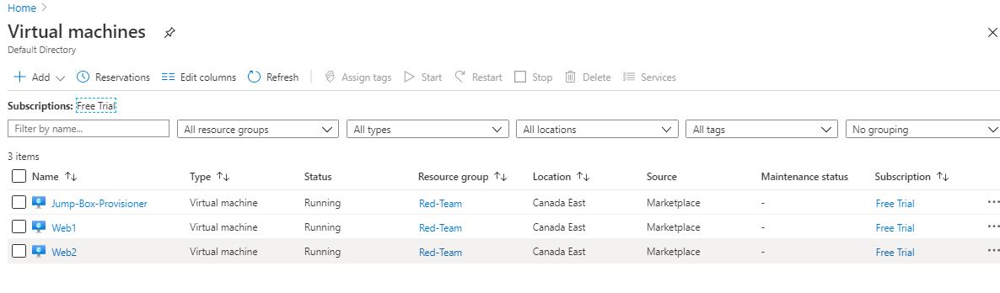 Home >
Virtual machines
Default Directory
+ Add Reservations Edit columns Refresh Assign tags Start Restart Stop Delete Services
Subscriptions: Free Trial
Filter by name... All resource groups All types All locations All tags No grouping
3 items
Name ↑↓ Type ↑↓ Status Resource group ↑↓ Location ↑↓ Source Maintenance status Subscription ↑↓
Jump-Box-Provisioner Virtual machine Running Red-Team Canada East Marketplace - Free Trial ...
Web1 Virtual machine Running Red-Team Canada East Marketplace - Free Trial ...
Web2 Virtual machine Running Red-Team Canada East Marketplace - Free Trial ...